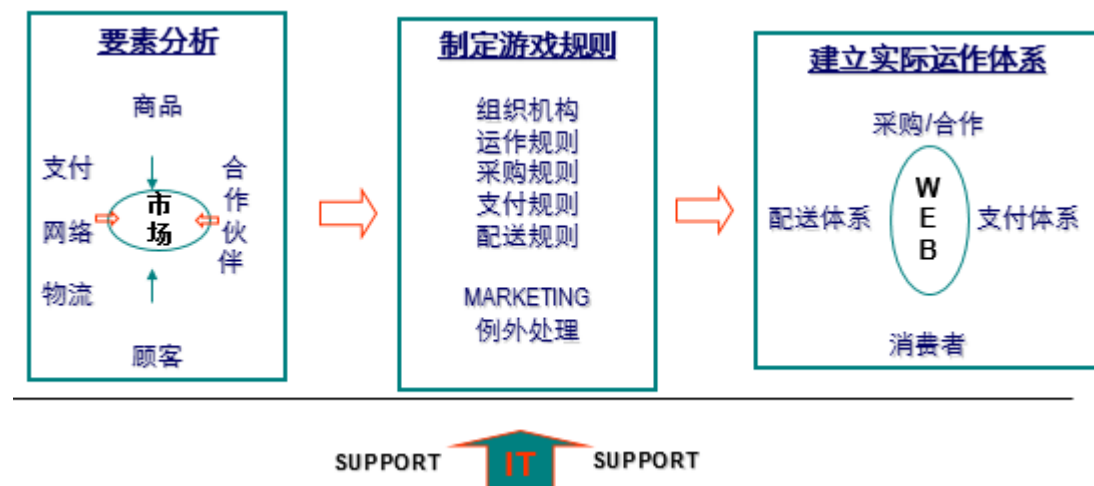 要素分析
商品
支付
网络
物流
市场
合作伙伴
顾客
制定游戏规则
组织机构
运作规则
采购规则
支付规则
配送规则
MARKETING
例外处理
建立实际运作体系
采购/合作
配送体系
WEB
支付体系
消费者
SUPPORT
IT
SUPPORT